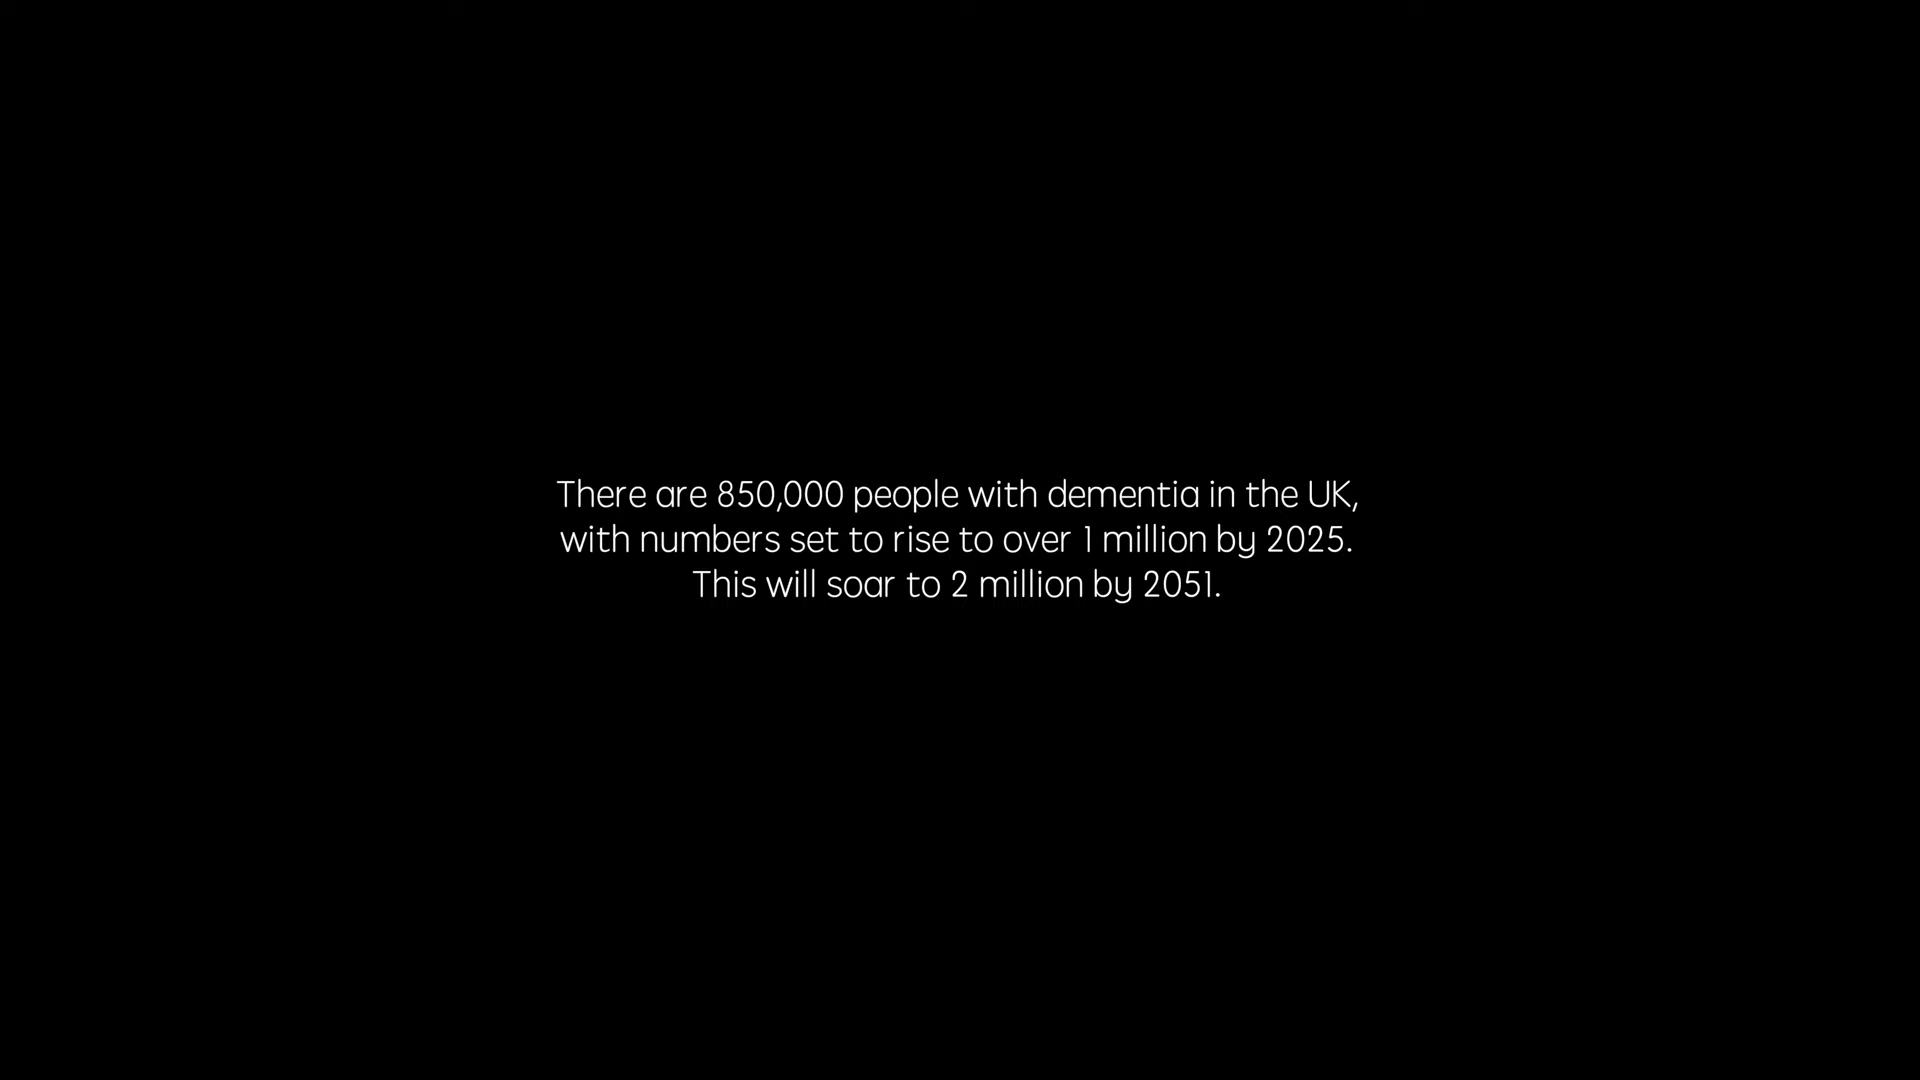 There are 850,000 people with dementia in the UK,
with numbers set to rise to over 1 million by 2025.
This will soar to 2 million by 2051.